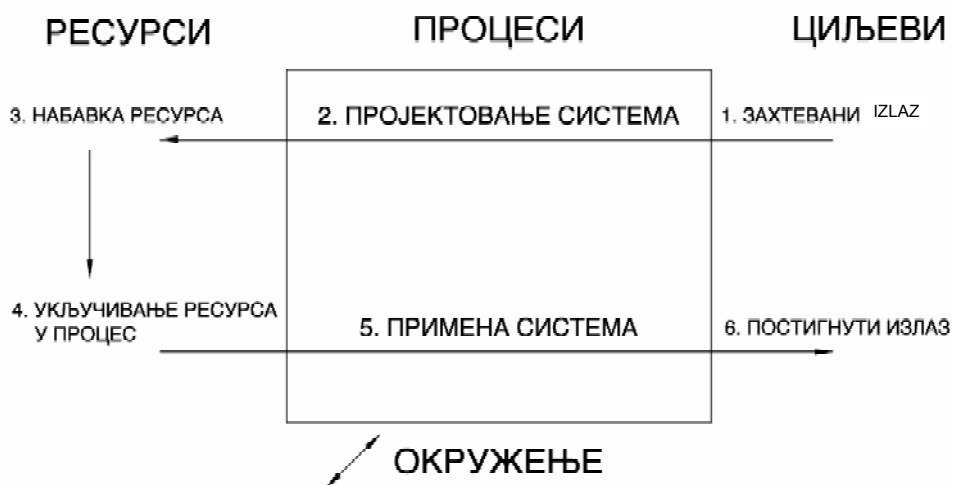 РЕСУРСИ ПРОЦЕСИ ЦИЉЕВИ
3. НАБАВКА РЕСУРСА 2. ПРОЈЕКТОВАЊЕ СИСТЕМА 1. ЗАХТЕВАНИ IZLAZ
4. УКЉУЧИВАЊЕ РЕСУРСА
У ПРОЦЕС 5. ПРИМЕНА СИСТЕМА 6. ПОСТИГНУТИ ИЗЛАЗ
ОКРУЖЕЊЕ